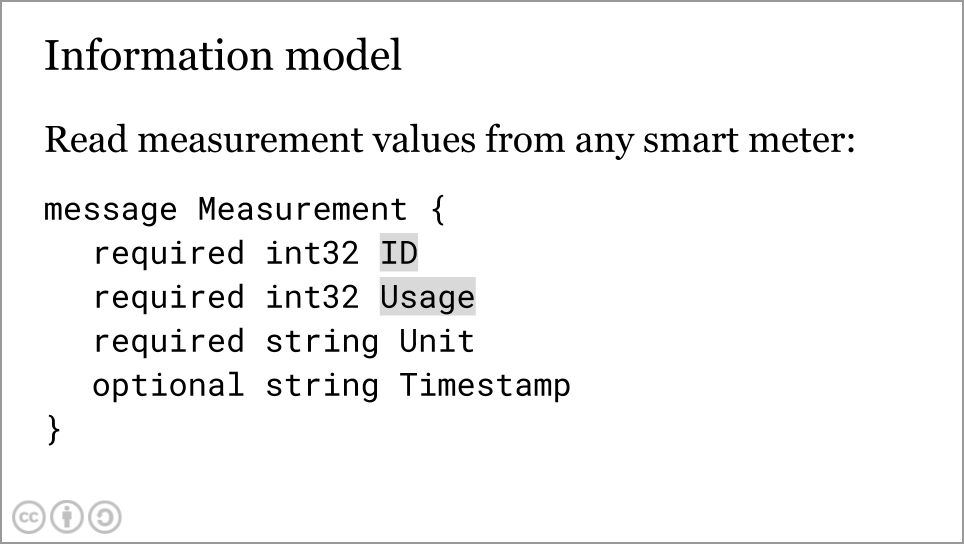 Information model
Read measurement values from any smart meter:
message Measurement {
required int32 ID
required int32 Usage
required string Unit
optional string Timestamp
}
cc